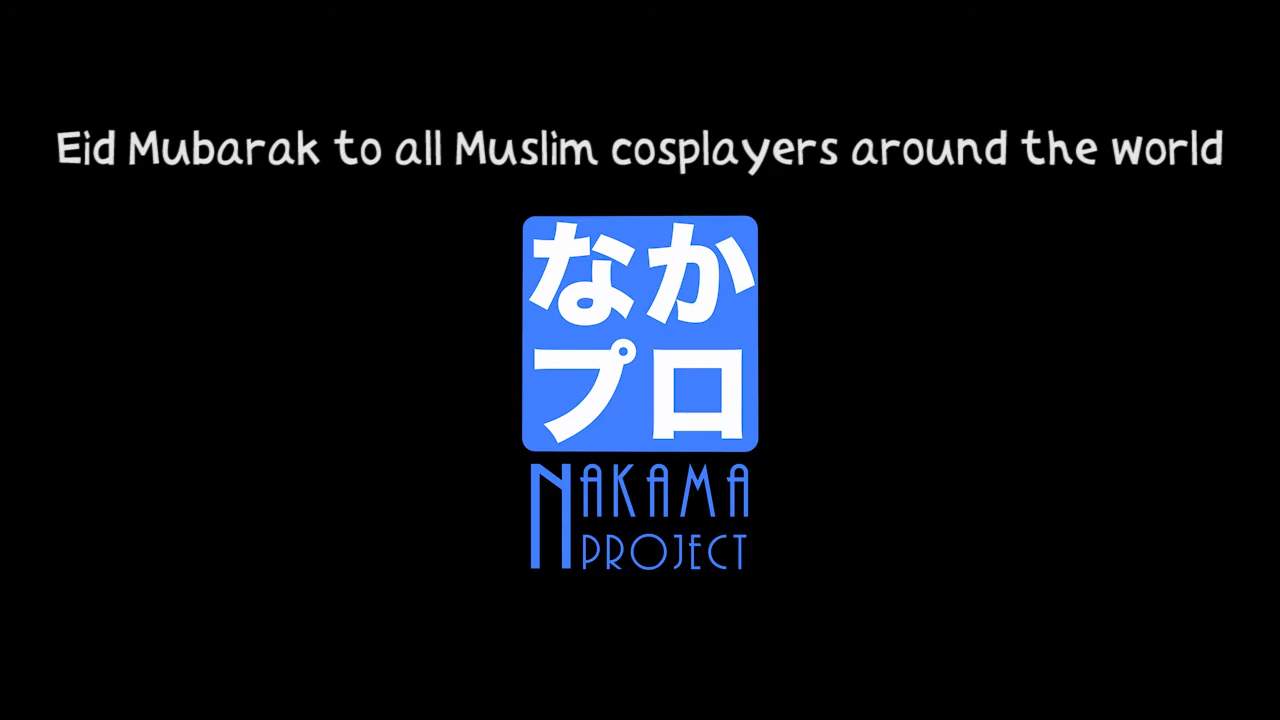 Eid Mubarak to all Muslim cosplayers around the world
なか
プロ
NAKAMA
PROJECT